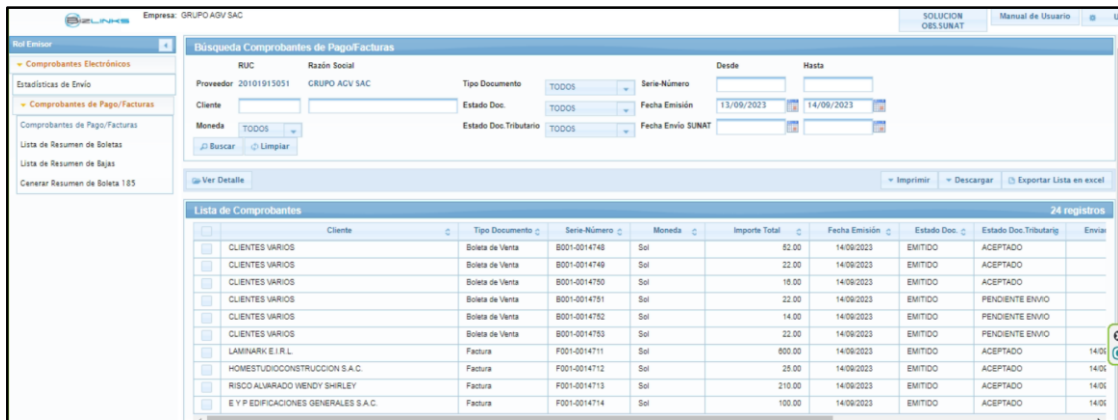 BIZLINKS Empresa: GRUPO AGV SAC SOLUCION OBS.SUNAT Manual de Usuario
Rol Emisor
Comprobantes Electrónicos
Estadísticas de Envío
Comprobantes de Pago/Facturas
Comprobantes de Pago/Facturas
Lista de Resumen de Boletas
Lista de Resumen de Bajas
Generar Resumen de Boleta 1.85
Búsqueda Comprobantes de Pago/Facturas
RUC Razón Social Desde Hasta
Proveedor 20101915051 GRUPO AGV SAC Tipo Documento TODOS Serie-Número
Cliente Estado Doc. TODOS Fecha Emisión 13/09/2023 14/09/2023
Moneda TODOS Estado Doc.Tributario TODOS Fecha Envio SUNAT
Buscar Limpiar
Ver Detalle Imprimir Descargar Exportar Lista en excel
Lista de Comprobantes 24 registros
Cliente Tipo Documento Serie-Número Moneda Importe Total Fecha Emisión Estado Doc. Estado Doc.Tributario Envia
CLIENTES VARIOS Boleta de Venta B001-0014748 Sol 52.00 14/09/2023 EMITIDO ACEPTADO
CLIENTES VARIOS Boleta de Venta B001-0014749 Sol 22.00 14/09/2023 EMITIDO ACEPTADO
CLIENTES VARIOS Boleta de Venta B001-0014750 Sol 16.00 14/09/2023 EMITIDO ACEPTADO
CLIENTES VARIOS Boleta de Venta B001-0014751 Sol 22.00 14/09/2023 EMITIDO PENDIENTE ENVIO
CLIENTES VARIOS Boleta de Venta B001-0014752 Sol 14.00 14/09/2023 EMITIDO PENDIENTE ENVIO
CLIENTES VARIOS Boleta de Venta B001-0014753 Sol 22.00 14/09/2023 EMITIDO PENDIENTE ENVIO
LAMINARK E.I.R.L. Factura F001-0014711 Sol 600.00 14/09/2023 EMITIDO ACEPTADO 14/09
HOMESTUDIOCONSTRUCCION S.A.C. Factura F001-0014712 Sol 25.00 14/09/2023 EMITIDO ACEPTADO 14/09
RISCO ALVARADO WENDY SHIRLEY Factura F001-0014713 Sol 210.00 14/09/2023 EMITIDO ACEPTADO 14/09
E Y P EDIFICACIONES GENERALES S.A.C. Factura F001-0014714 Sol 100.00 14/09/2023 EMITIDO ACEPTADO 14/09